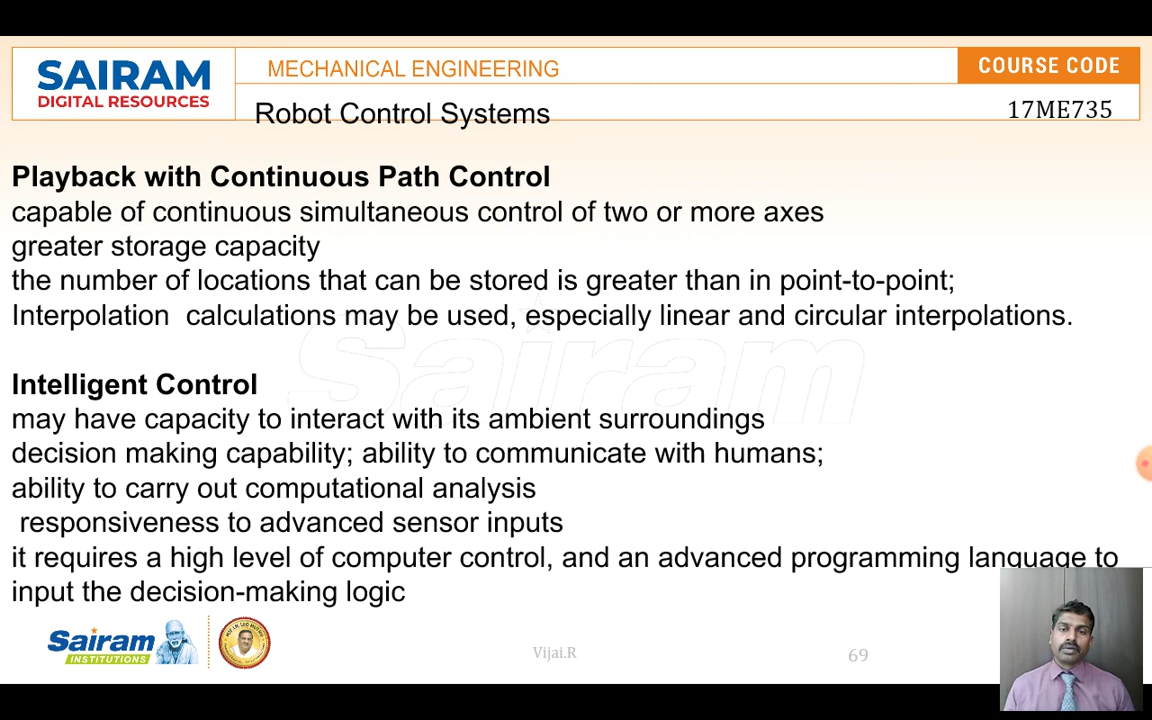 SAIRAM
DIGITAL RESOURCES
MECHANICAL ENGINEERING
COURSE CODE
Robot Control Systems
17ME735
Playback with Continuous Path Control
capable of continuous simultaneous control of two or more axes
greater storage capacity
the number of locations that can be stored is greater than in point-to-point;
Interpolation  calculations may be used, especially linear and circular interpolations.
Sairam
Intelligent Control
may have capacity to interact with its ambient surroundings
decision making capability; ability to communicate with humans;
ability to carry out computational analysis
responsiveness to advanced sensor inputs
it requires a high level of computer control, and an advanced programming language to
input the decision-making logic
Sairam
INSTITUTIONS
Vijai.R
69